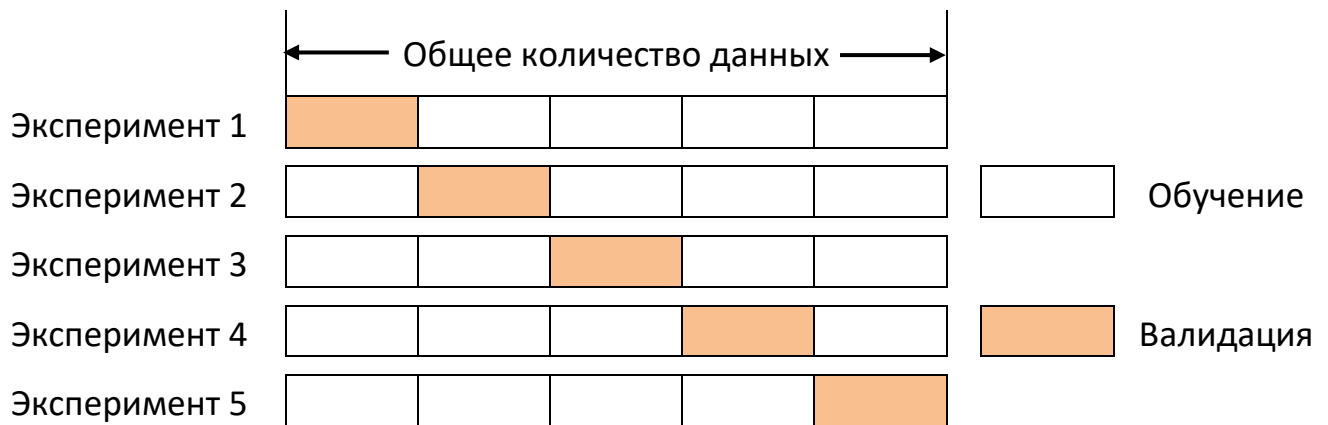 Общее количество данных
Эксперимент 1
Эксперимент 2
Обучение
Эксперимент 3
Эксперимент 4
Валидация
Эксперимент 5